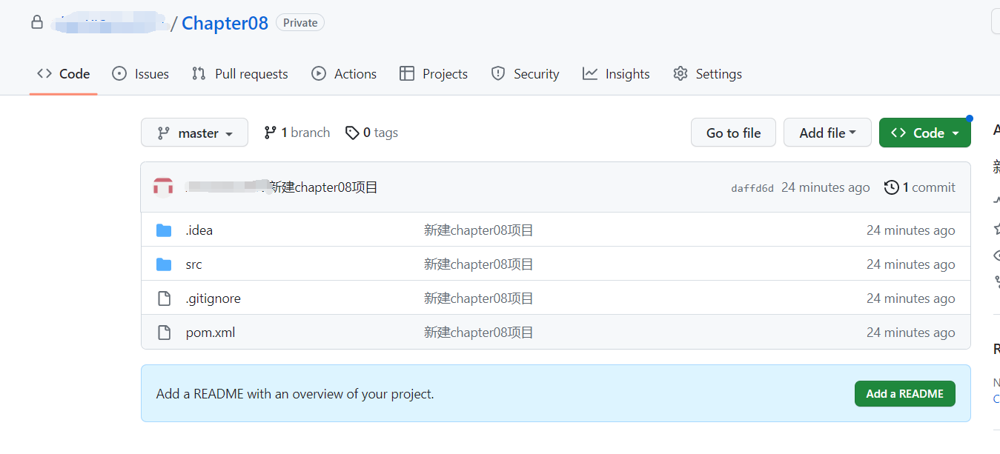 / Chapter08 Private
Code Issues Pull requests Actions Projects Security Insights Settings
master 1 branch 0 tags Go to file Add file Code
新建chapter08项目 daffd6d 24 minutes ago 1 commit
.idea 新建chapter08项目 24 minutes ago
src 新建chapter08项目 24 minutes ago
.gitignore 新建chapter08项目 24 minutes ago
pom.xml 新建chapter08项目 24 minutes ago
Add a README with an overview of your project. Add a README